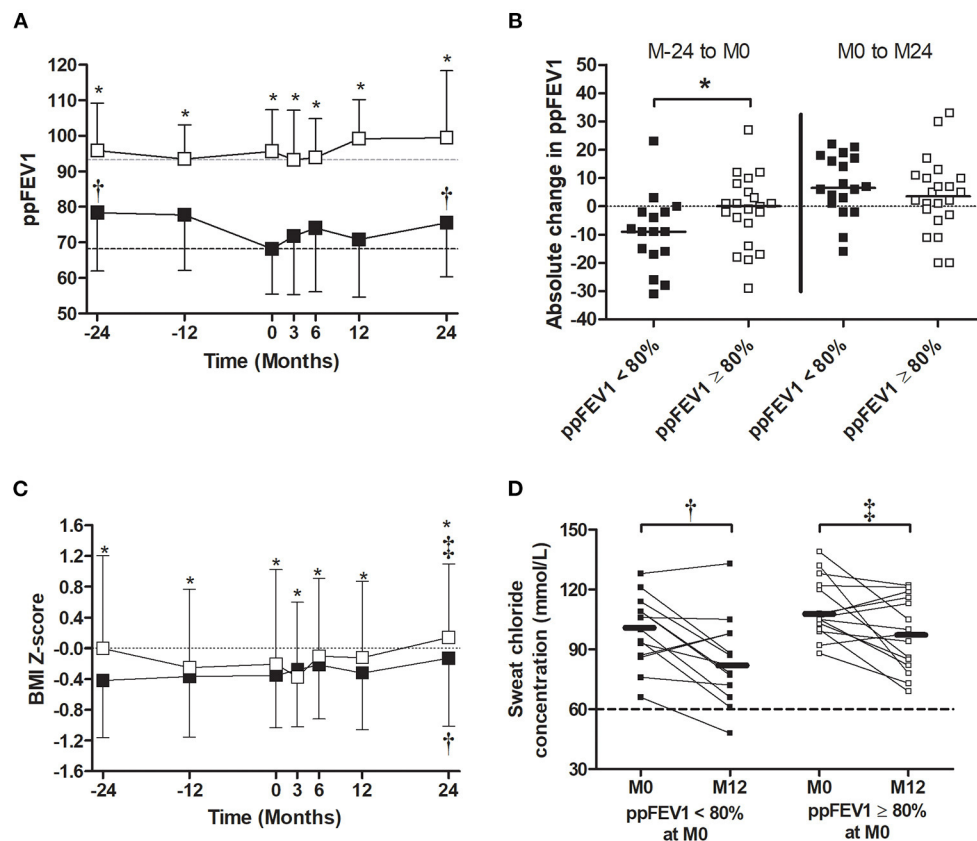 A
ppFEV1
120
110
100
90
80
70
60
50
* * * * * * *
† †
-24 -12 0 3 6 12 24
Time (Months)
B
M-24 to M0 M0 to M24
Absolute change in ppFEV1
50
40
30
20
10
0
-10
-20
-30
-40
*
ppFEV1 < 80%
ppFEV1 ≥ 80%
ppFEV1 < 80%
ppFEV1 ≥ 80%
C
BMI Z-score
1.6
1.2
0.8
0.4
-0.0
-0.4
-0.8
-1.2
-1.6
* * * * * * *
‡
†
-24 -12 0 3 6 12 24
Time (Months)
D
Sweat chloride
concentration (mmol/L)
150
120
90
60
30
† ‡
M0 M12 M0 M12
ppFEV1 < 80%
at M0
ppFEV1 ≥ 80%
at M0